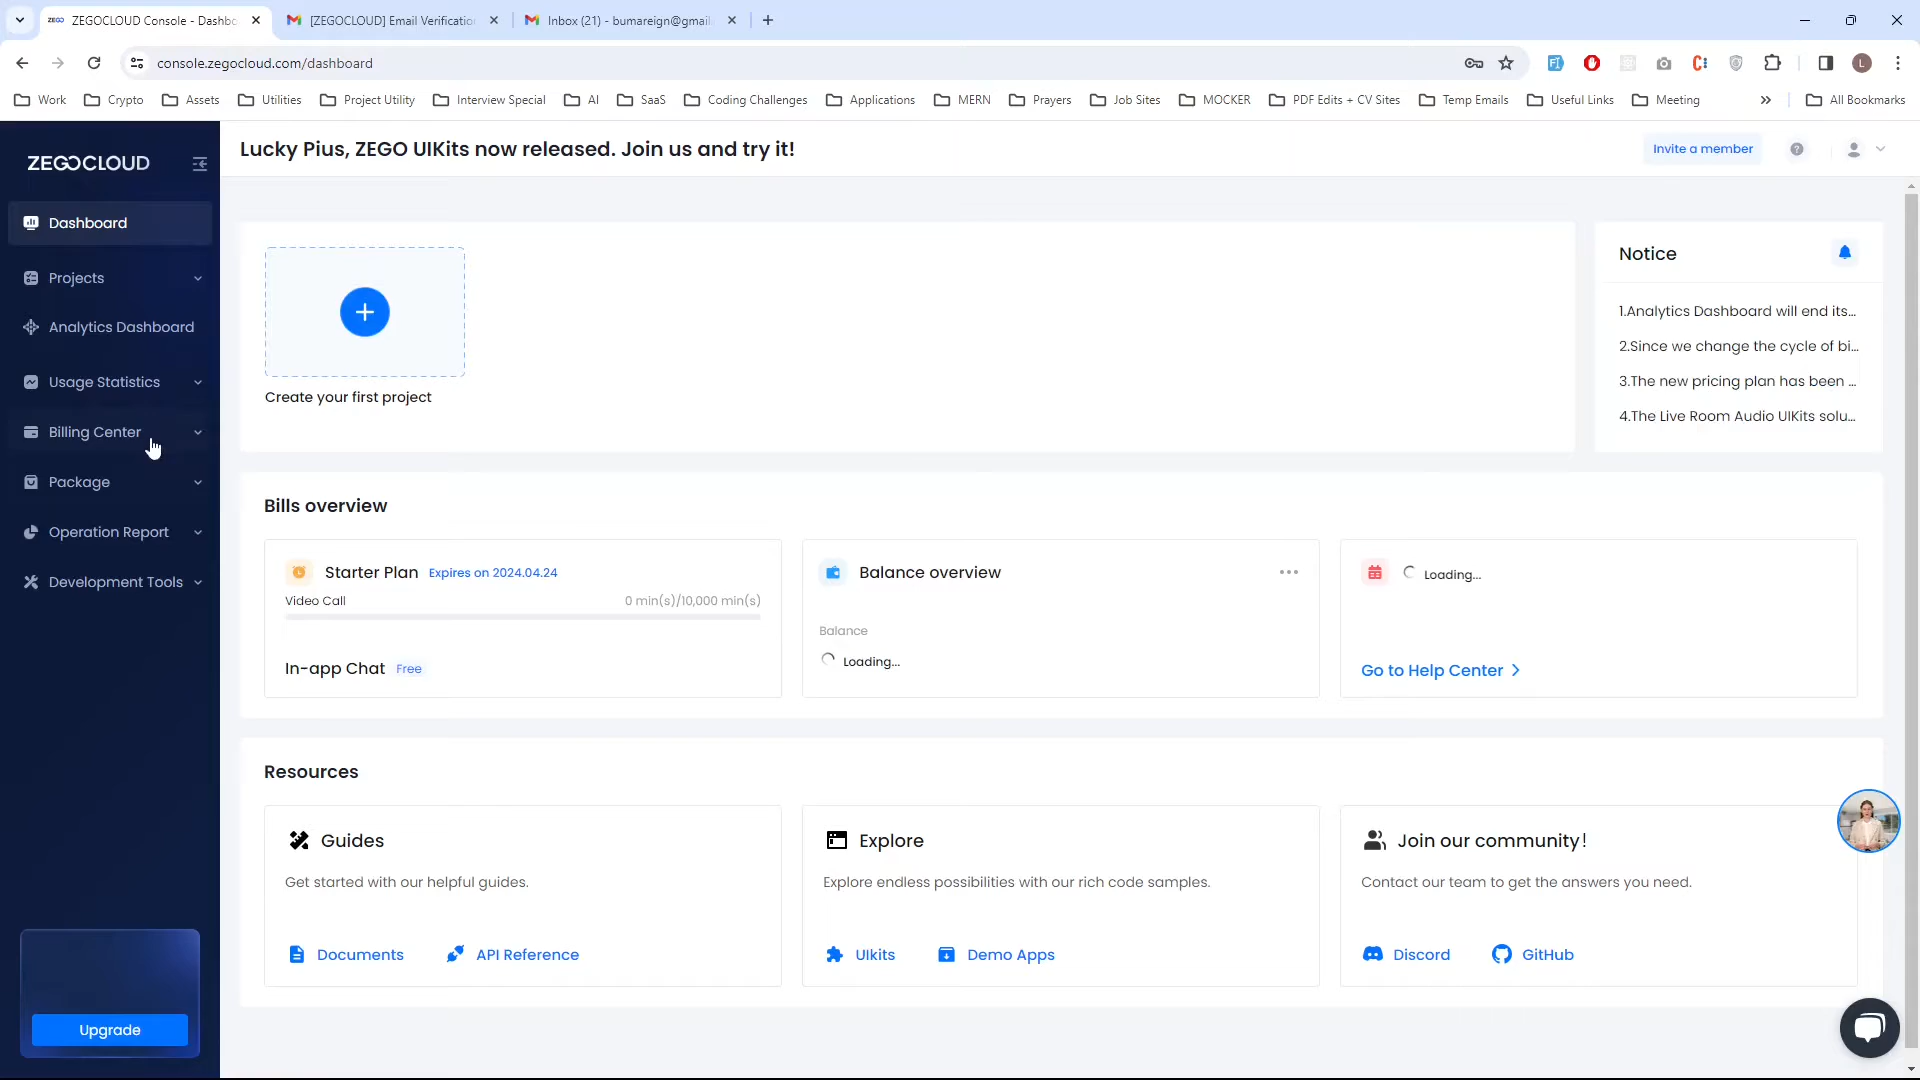 ZEGOCLOUD Console - Dashbo
[ZEGOCLOUD] Email Verificatio
Inbox (21) - bumareign@gmail
console.zegocloud.com/dashboard
Work
Crypto
Assets
Utilities
Project Utility
Interview Special
AI
SaaS
Coding Challenges
Applications
MERN
Prayers
Job Sites
MOCKER
PDF Edits + CV Sites
Temp Emails
Useful Links
Meeting
All Bookmarks
ZEGOCLOUD
Lucky Pius, ZEGO UIKits now released. Join us and try it!
Invite a member
Dashboard
Projects
Analytics Dashboard
Usage Statistics
Billing Center
Package
Operation Report
Development Tools
Upgrade
Create your first project
Notice
1.Analytics Dashboard will end its...
2.Since we change the cycle of bi...
3.The new pricing plan has been ...
4.The Live Room Audio UIKits solu...
Bills overview
Starter Plan Expires on 2024.04.24
Video Call 0 min(s)/10,000 min(s)
In-app Chat Free
Balance overview
Balance
Loading...
Loading...
Go to Help Center
Resources
Guides
Get started with our helpful guides.
Documents
API Reference
Explore
Explore endless possibilities with our rich code samples.
UIkits
Demo Apps
Join our community!
Contact our team to get the answers you need.
Discord
GitHub